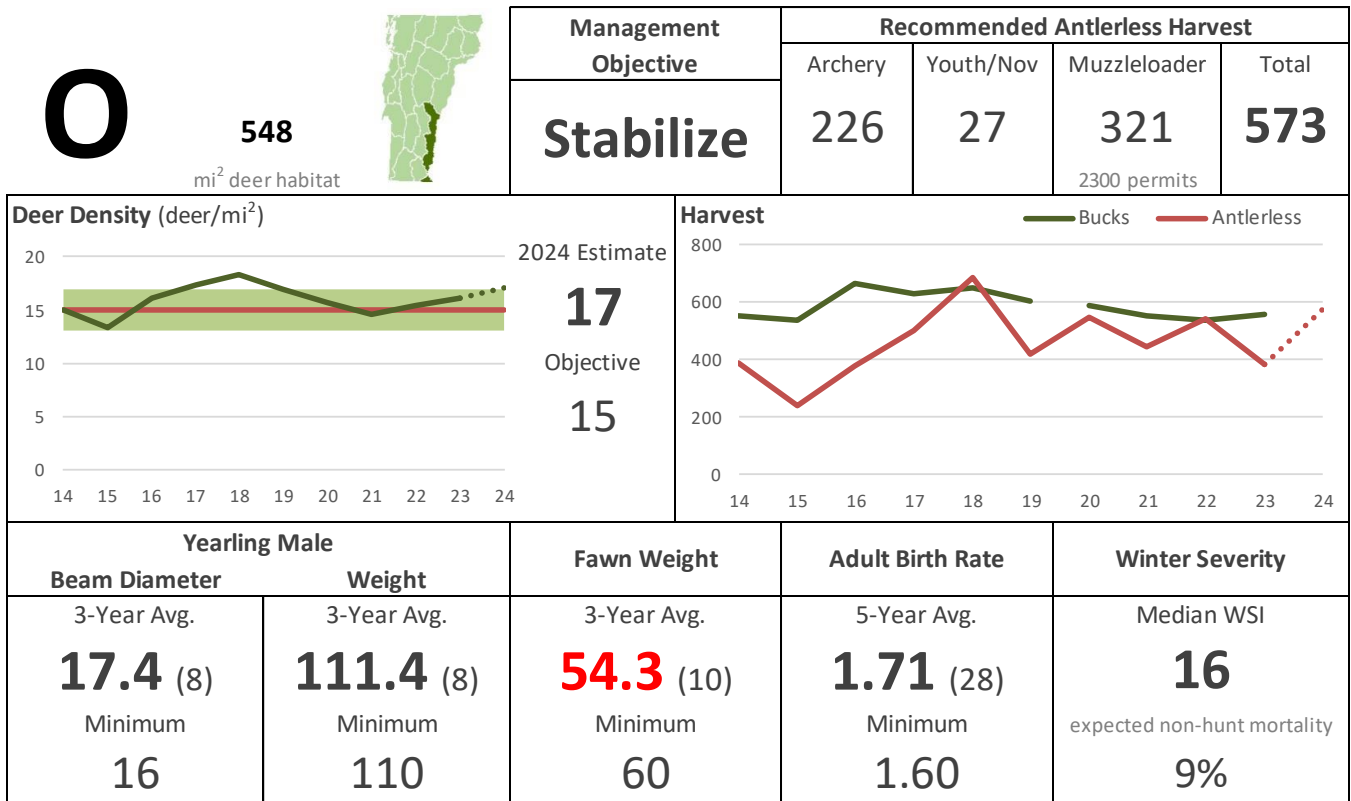 O
548
mi² deer habitat
Management
Objective
Stabilize
Recommended Antlerless Harvest
Archery Youth/Nov Muzzleloader Total
226 27 321 573
2300 permits
Deer Density (deer/mi²)
20
15
10
5
0
14 15 16 17 18 19 20 21 22 23 24
2024 Estimate
17
Objective
15
Harvest
Bucks Antlerless
800
600
400
200
0
14 15 16 17 18 19 20 21 22 23 24
Yearling Male
Beam Diameter Weight
Fawn Weight
Adult Birth Rate
Winter Severity
3-Year Avg. 3-Year Avg. 3-Year Avg. 5-Year Avg. Median WSI
17.4 (8) 111.4 (8) 54.3 (10) 1.71 (28) 16
Minimum Minimum Minimum Minimum expected non-hunt mortality
16 110 60 1.60 9%